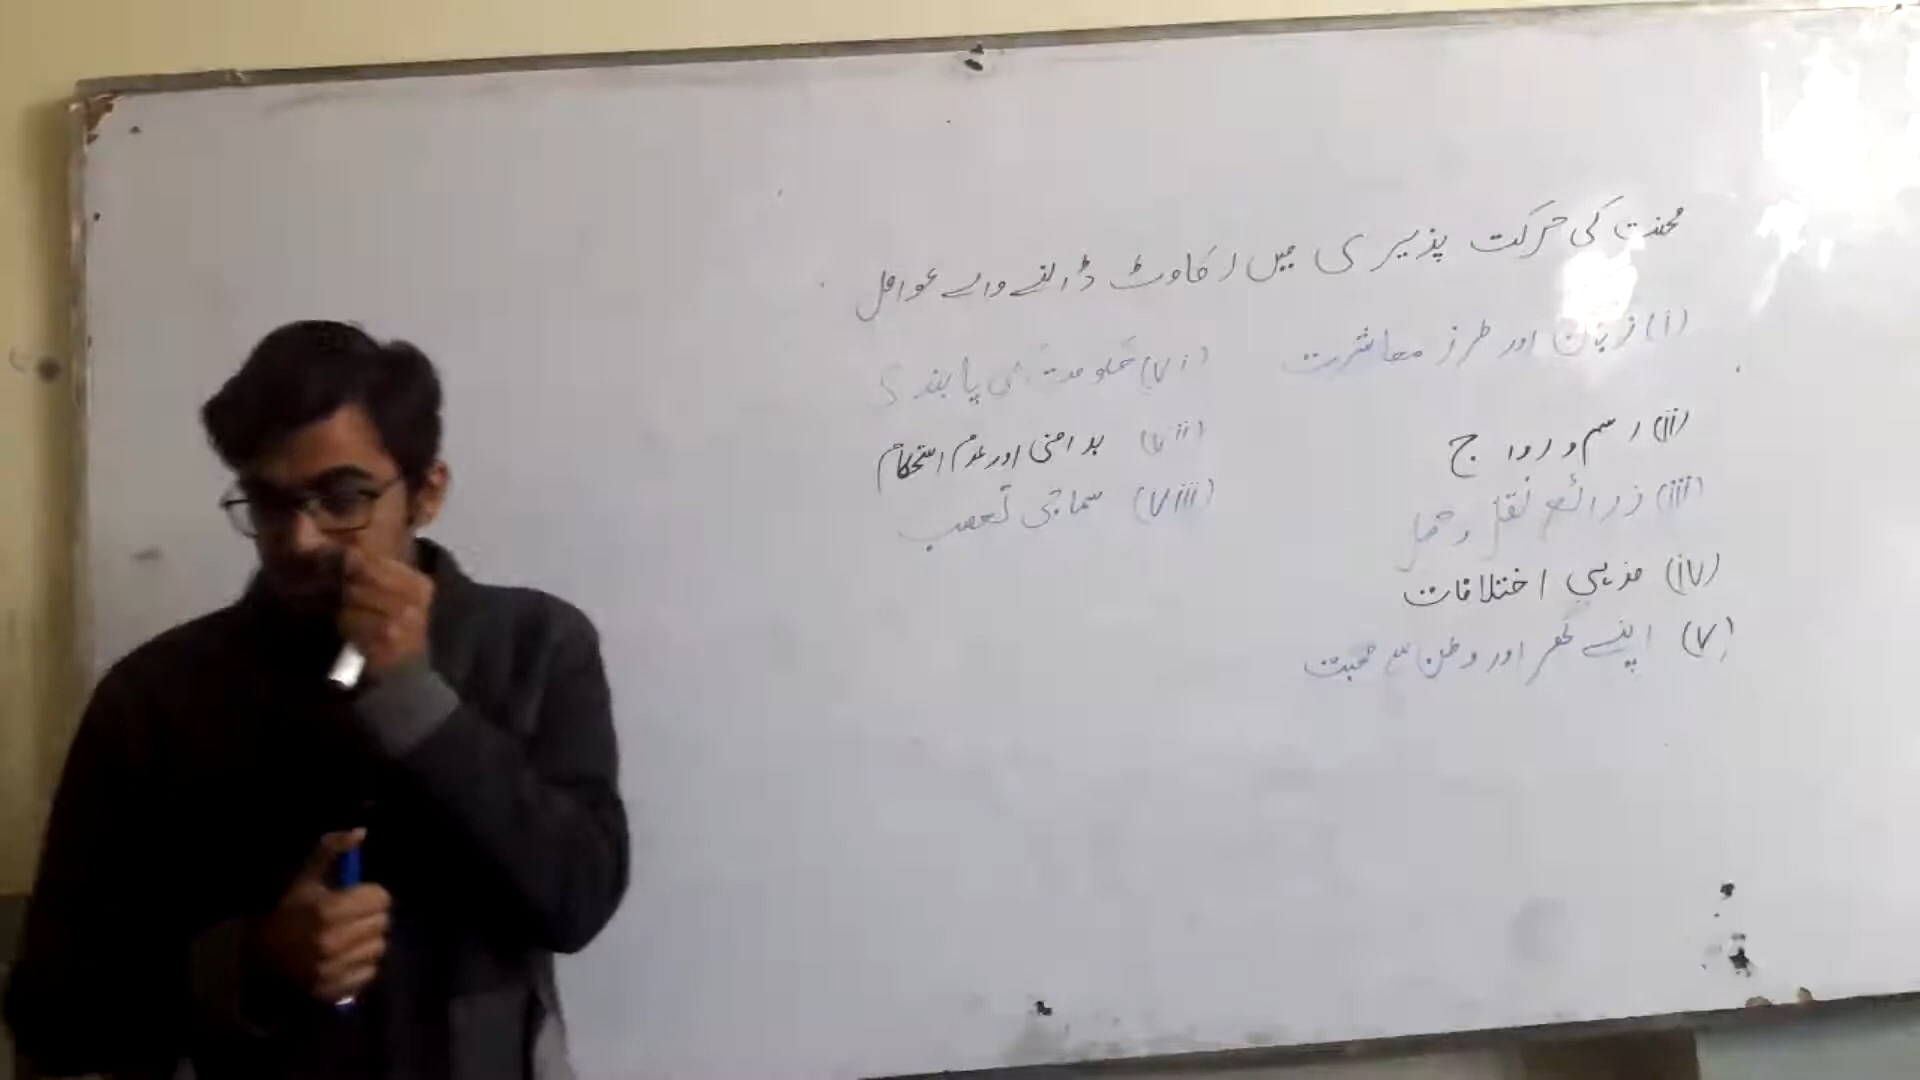 محنت کی حرکت پذیری میں رکاوٹ ڈالنے والے عوامل
(i) زبان اور طرز معاشرت
(ii) رسم و رواج
(iii) ذرائع نقل و حمل
(iv) مذہبی اختلافات
(v) اپنے گھر اور وطن سے محبت
(vi) حکومت کی پابندی
(vii) بدامنی اور عدم استحکام
(viii) سماجی تعصب